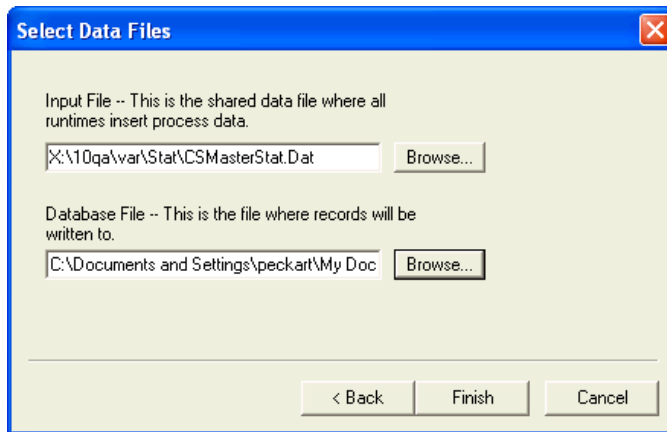 Select Data Files
Input File -- This is the shared data file where all
runtimes insert process data.
X:\10qa\var\Stat\CSMasterStat.Dat
Browse...
Database File -- This is the file where records will be
written to.
C:\Documents and Settings\peckart\My Doc
Browse...
< Back
Finish
Cancel